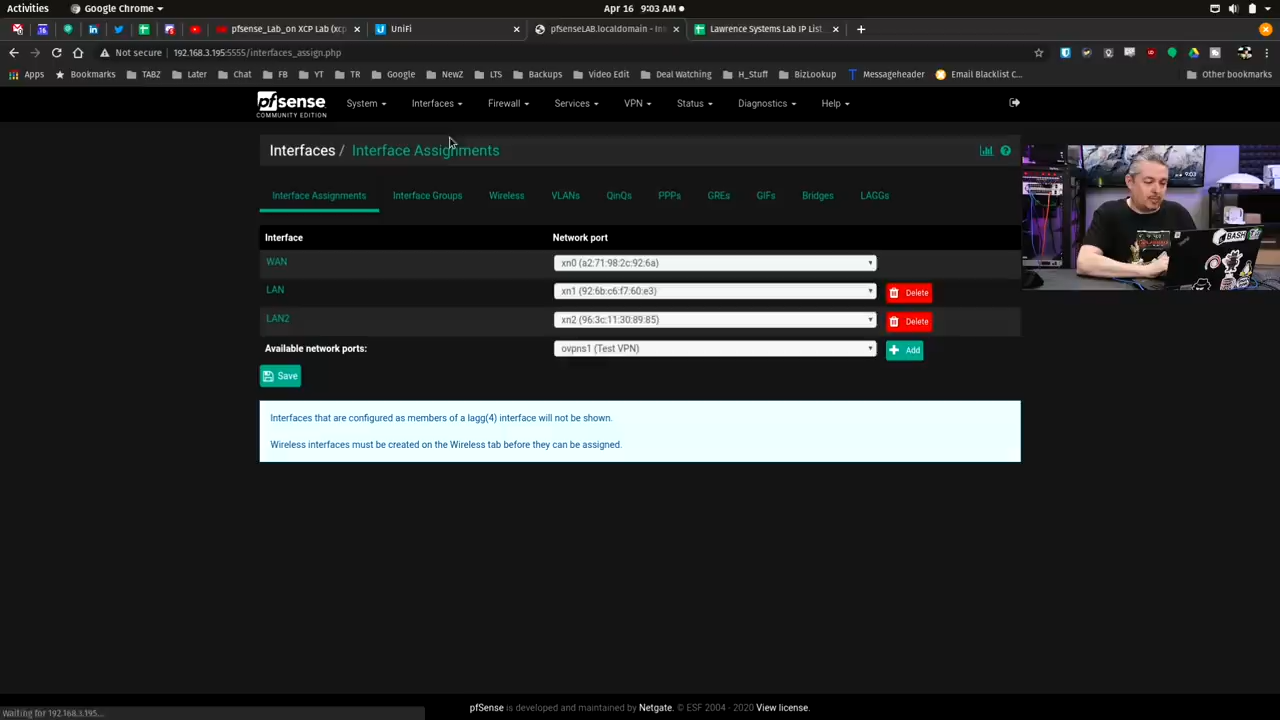 Activities
Google Chrome
Apr 16 9:03 AM
pfsense_Lab_on XCP Lab (xcp
UniFi
pfsenseLAB.localdomain - In
Lawrence Systems Lab IP List
Not secure
192.168.3.195:5555/interfaces_assign.php
Apps
Bookmarks
TABZ
Later
Chat
FB
YT
TR
Google
NewZ
LTS
Backups
Video Edit
Deal Watching
H_Stuff
BizLookup
Messageheader
Email Blacklist C...
Other bookmarks
pfsense
COMMUNITY EDITION
System
Interfaces
Firewall
Services
VPN
Status
Diagnostics
Help
Interfaces / Interface Assignments
Interface Assignments
Interface Groups
Wireless
VLANs
QinQs
PPPs
GREs
GIFs
Bridges
LAGGs
Interface
Network port
WAN
xn0 (a2:71:98:2c:92:6a)
LAN
xn1 (92:6b:c6:f7:60:e3)
Delete
LAN2
xn2 (96:3c:11:30:89:85)
Delete
Available network ports:
ovpns1 (Test VPN)
Add
Save
Interfaces that are configured as members of a lagg(4) interface will not be shown.
Wireless interfaces must be created on the Wireless tab before they can be assigned.
9:03
BASH
Waiting for 192.168.3.195...
pfSense is developed and maintained by Netgate. © ESF 2004 - 2020 View license.